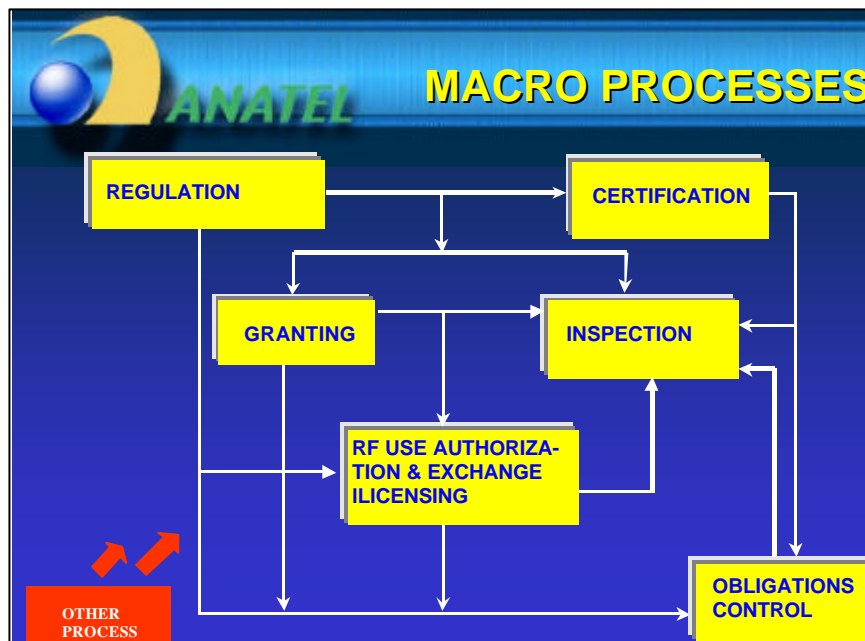 ANATEL
MACRO PROCESSES
REGULATION
CERTIFICATION
GRANTING
INSPECTION
RF USE AUTHORIZA-
TION & EXCHANGE
ILICENSING
OBLIGATIONS
CONTROL
OTHER
PROCESS